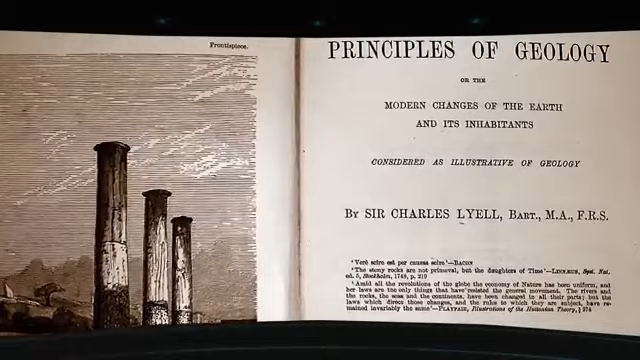 Frontispiece.
PRINCIPLES OF GEOLOGY
OR THE
MODERN CHANGES OF THE EARTH
AND ITS INHABITANTS
CONSIDERED AS ILLUSTRATIVE OF GEOLOGY
BY SIR CHARLES LYELL, BART., M.A., F.R.S.
'Verè scire est per causas scire'—BACON
'The stony rocks are not primeval, but the daughters of Time'—LINNÆUS, Syst. Nat.
ed. 5, Stockholm, 1748, p. 219
'Amid all the revolutions of the globe the economy of Nature has been uniform, and
her laws are the only things that have resisted the general movement. The rivers and
the rocks, the seas and the continents, have been changed in all their parts; but the
laws which direct those changes, and the rules to which they are subject, have re-
mained invariably the same'—PLAYFAIR, Illustrations of the Huttonian Theory, § 374